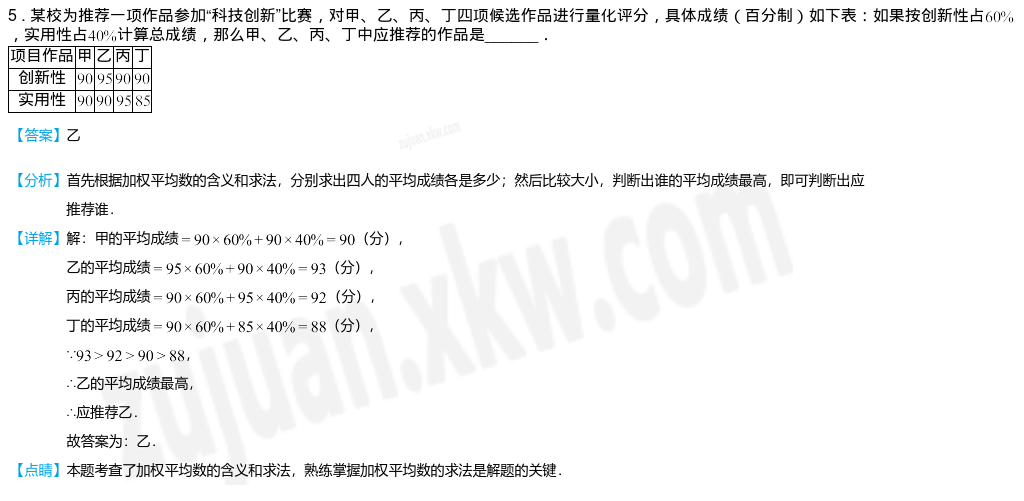 5．某校为推荐一项作品参加“科技创新”比赛，对甲、乙、丙、丁四项候选作品进行量化评分，具体成绩（百分制）如下表：如果按创新性占60%
，实用性占40%计算总成绩，那么甲、乙、丙、丁中应推荐的作品是______．
项目作品 甲 乙 丙 丁
创新性 90 95 90 90
实用性 90 90 95 85
【答案】乙
zujuan.xkw.com
【分析】首先根据加权平均数的含义和求法，分别求出四人的平均成绩各是多少；然后比较大小，判断出谁的平均成绩最高，即可判断出应
推荐谁．
【详解】解：甲的平均成绩＝90×60%+90×40%＝90（分），
乙的平均成绩＝95×60%+90×40%＝93（分），
丙的平均成绩＝90×60%+95×40%＝92（分），
丁的平均成绩＝90×60%+85×40%＝88（分），
∵93>92>90>88，
∴乙的平均成绩最高，
∴应推荐乙．
故答案为：乙．
【点睛】本题考查了加权平均数的含义和求法，熟练掌握加权平均数的求法是解题的关键．
zujuan.xkw.com